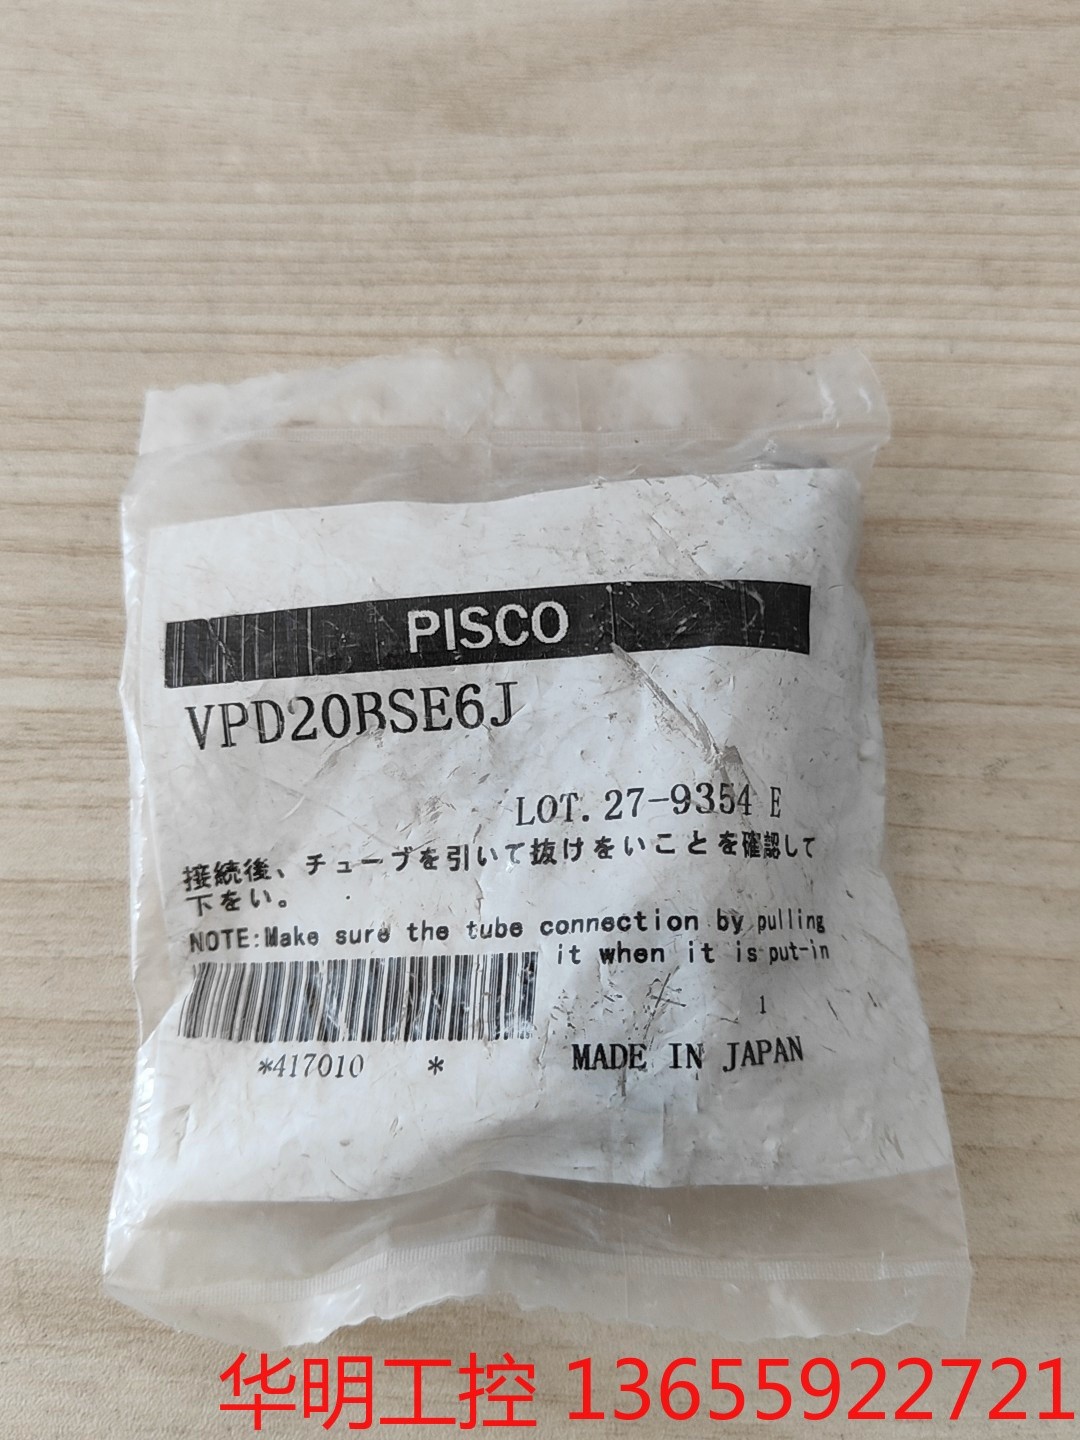 PISCO
VPD20BSE6J
LOT. 27-9354 E
接続後、チューブを引いて抜けをいことを確認して
下をい。
NOTE:Make sure the tube connection by pulling
it when it is put-in
1
*417010 *
MADE IN JAPAN
华明工控 13655922721